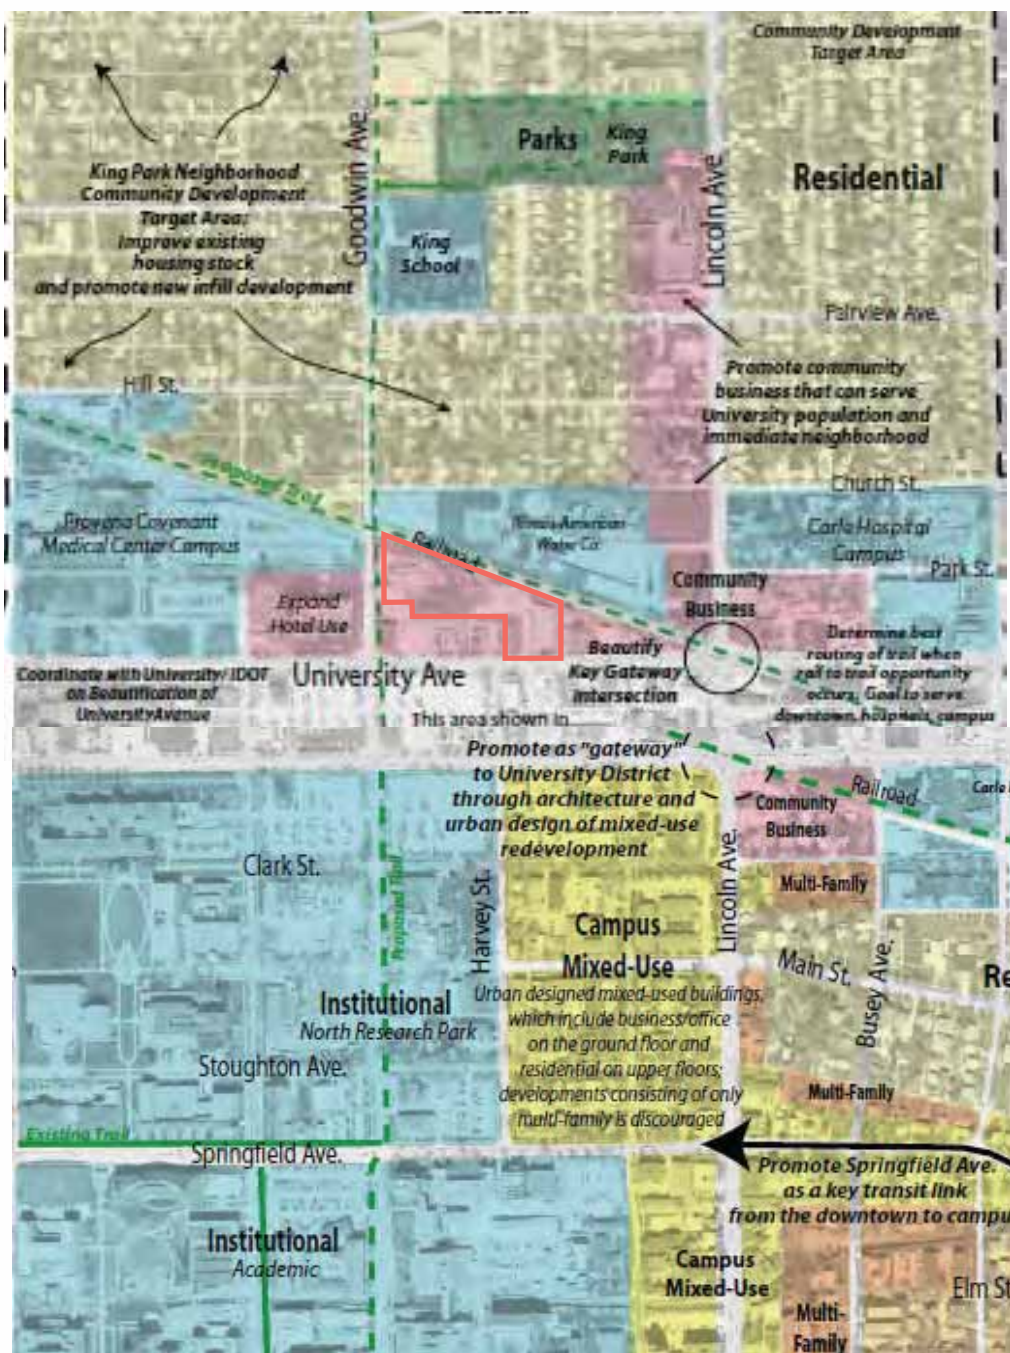 Community Development
Target Area
Goodwin Ave.
Parks
King
Park
Lincoln Ave
Residential
King Park Neighborhood
Community Development
Target Area:
Improve existing
housing stock
and promote new infill development
King
School
Fairview Ave.
Hill St.
Promote community
business that can serve
University population and
immediate neighborhood
Proposed Trail
Church St.
Provena Covenant
Medical Center Campus
Railroad
Illinois American
Water Co.
Carle Hospital
Campus
Park St.
Expand
Hotel Use
Community
Business
Beautify
Key Gateway
Intersection
Determine best
routing of trail when
rail to trail opportunity
occurs; Goal to serve
downtown, hospitals, campus
Coordinate with University/ IDOT
on Beautification of
University Avenue
University Ave
This area shown in
Promote as "gateway"
to University District
through architecture and
urban design of mixed-use
redevelopment
Railroad
Carle
Community
Business
Clark St.
Harvey St.
Lincoln Ave.
Multi-Family
Proposed Trail
Campus
Mixed-Use
Main St.
Busey Ave.
Re
Urban designed mixed-used buildings,
which include business/office
on the ground floor and
residential on upper floors;
developments consisting of only
multi-family is discouraged
Institutional
North Research Park
Stoughton Ave.
Multi-Family
Existing Trail
Springfield Ave.
Promote Springfield Ave.
as a key transit link
from the downtown to campu
Institutional
Academic
Campus
Mixed-Use
Elm St
Multi-
Family